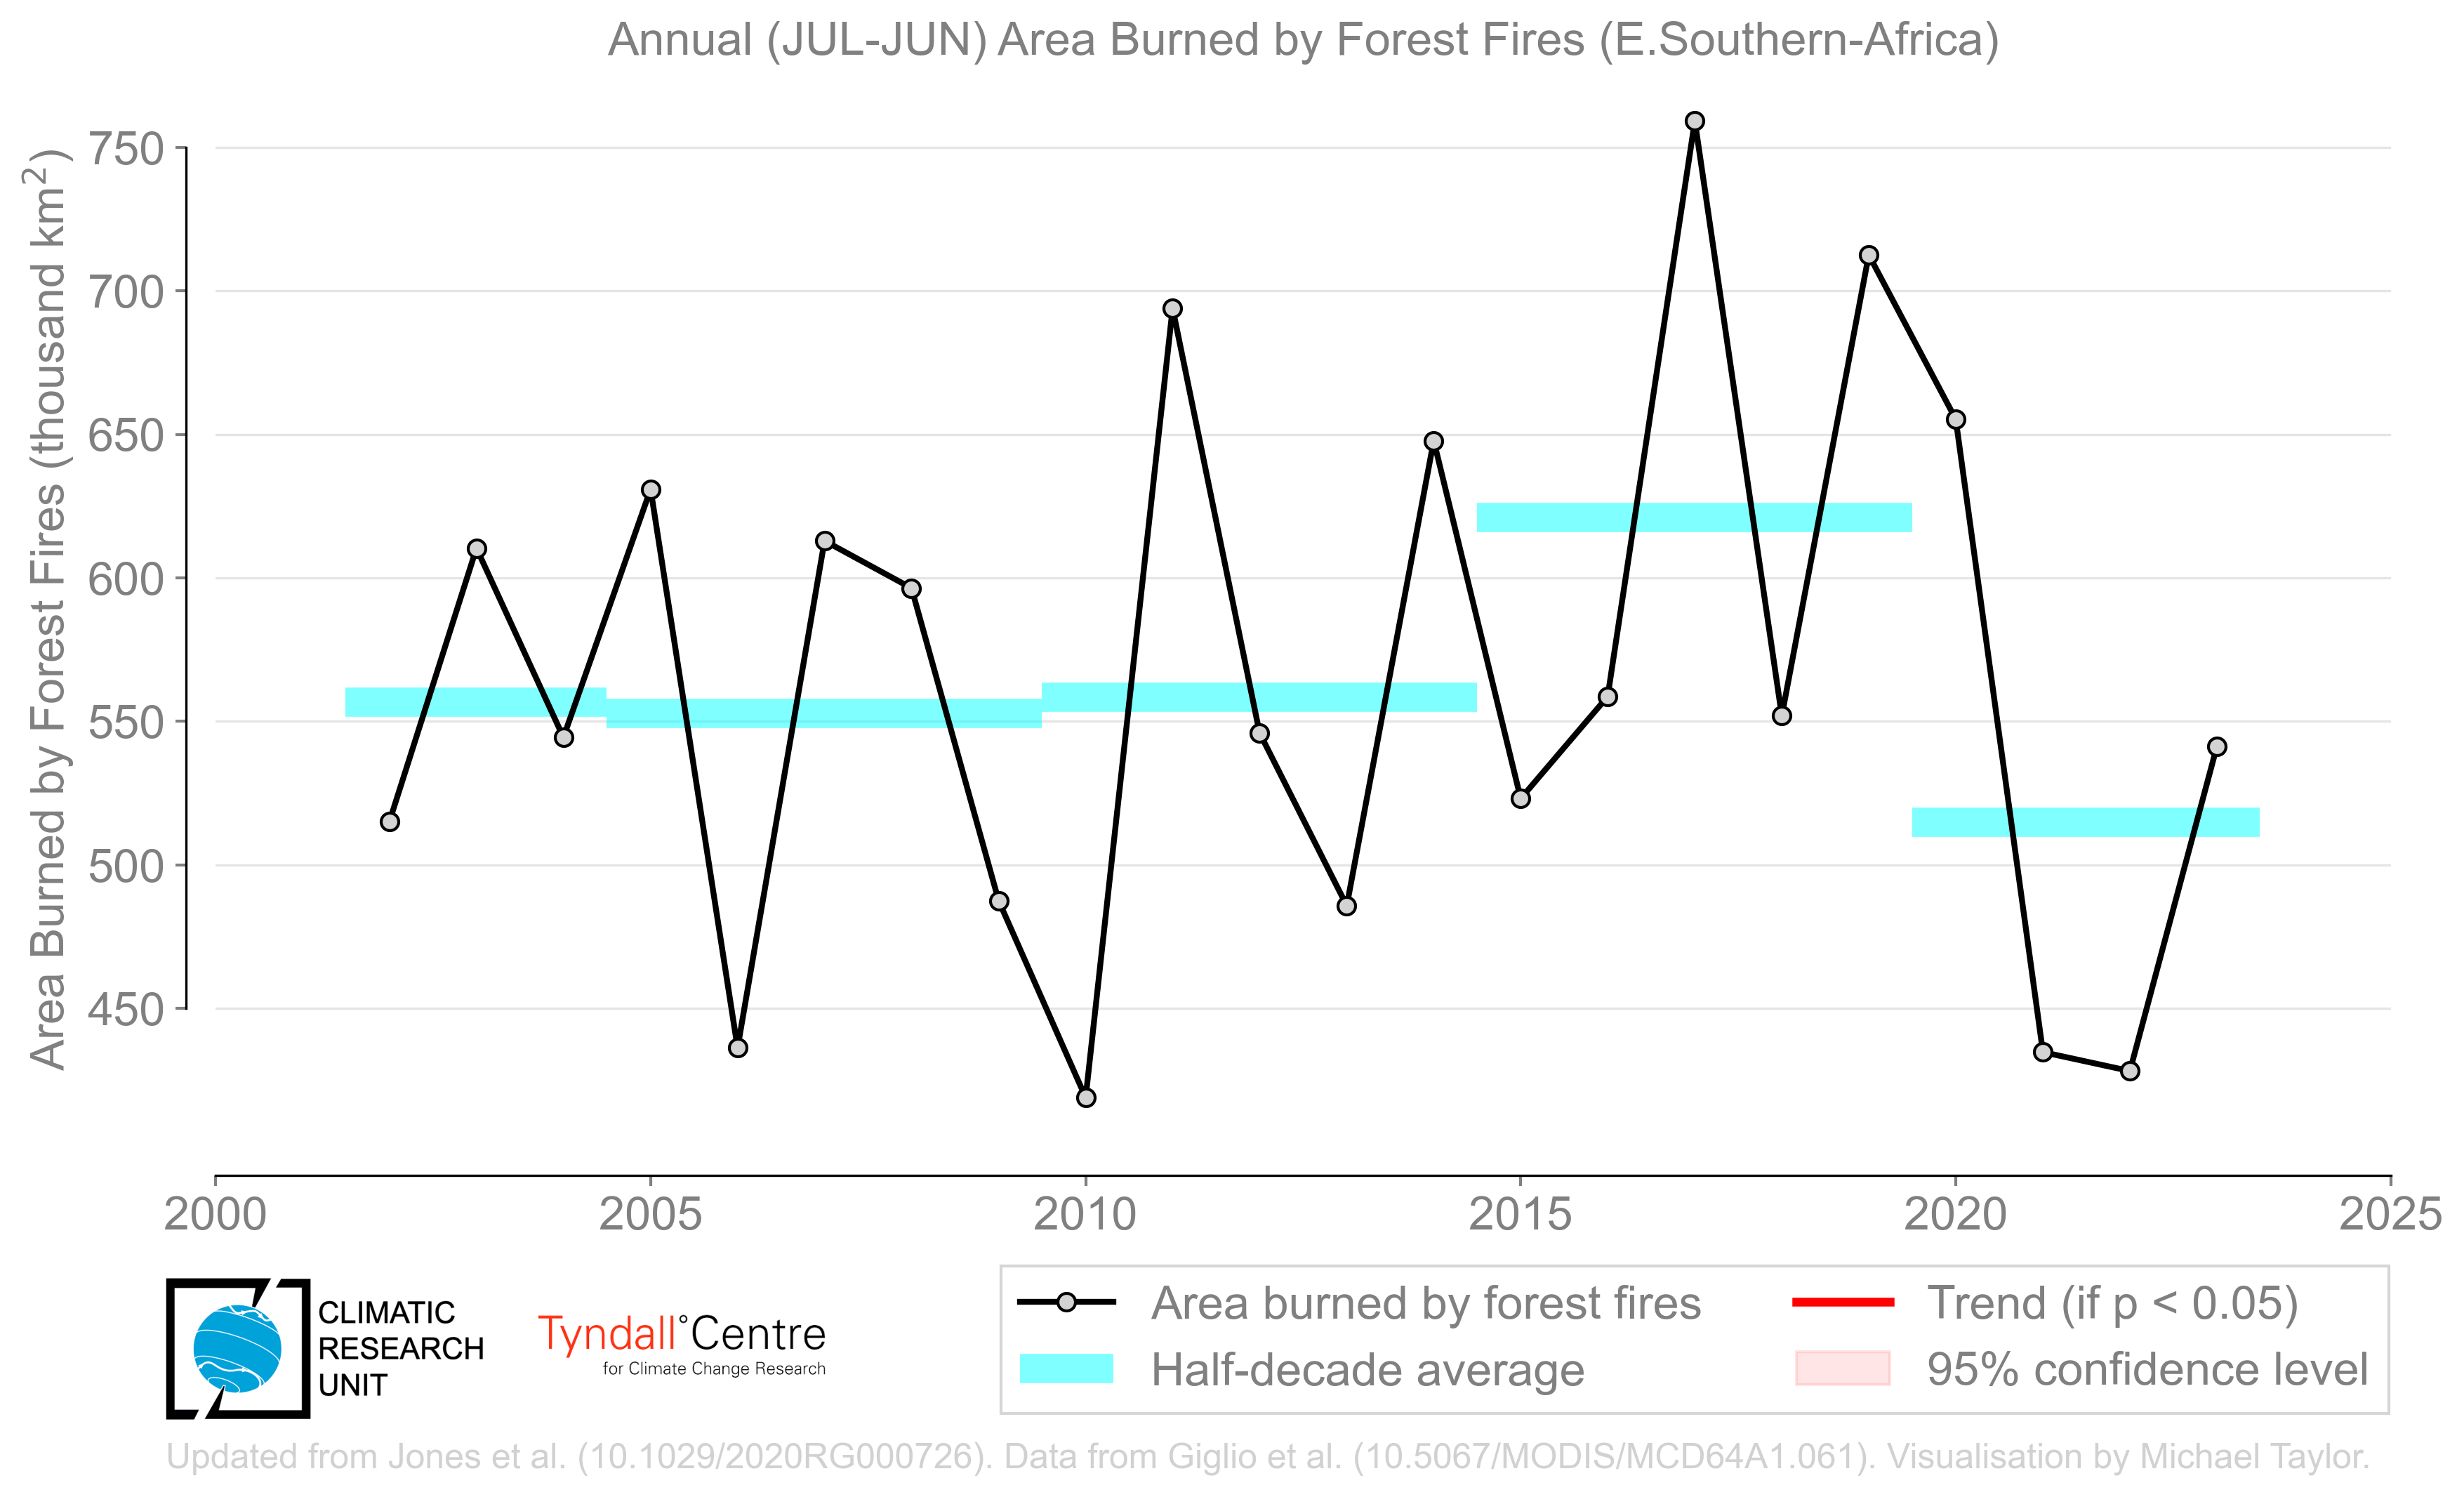 Annual (JUL-JUN) Area Burned by Forest Fires (E.Southern-Africa)
Area Burned by Forest Fires (thousand km²)
750
700
650
600
550
500
450
2000
2005
2010
2015
2020
2025
CLIMATIC
RESEARCH
UNIT
Tyndall°Centre
for Climate Change Research
Area burned by forest fires
Half-decade average
Trend (if p < 0.05)
95% confidence level
Updated from Jones et al. (10.1029/2020RG000726). Data from Giglio et al. (10.5067/MODIS/MCD64A1.061). Visualisation by Michael Taylor.